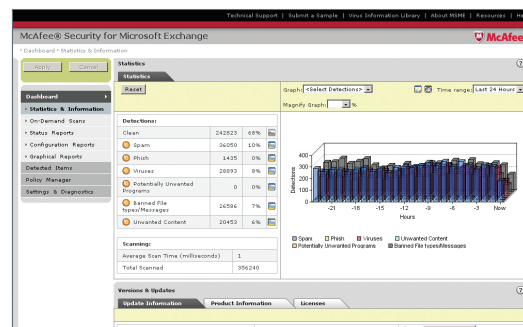 Technical Support | Submit a Sample | Virus Information Library | About MSME | Resources | He
McAfee® Security for Microsoft Exchange
McAfee
Dashboard Statistics & Information
Apply
Cancel
Dashboard
Statistics & Information
On-Demand Scans
Status Reports
Configuration Reports
Graphical Reports
Detected Items
Policy Manager
Settings & Diagnostics
Statistics
Statistics
Reset
Detections:
Clean 242823 68%
Spam 36050 10%
Phish 1435 0%
Viruses 28893 8%
Potentially Unwanted Programs 0 0%
Banned File types/Messages 26586 7%
Unwanted Content 20453 6%
Scanning:
Average Scan Time (milliseconds) 1
Total Scanned 356240
Graph: <Select Detections>
Time range: Last 24 Hours
Magnify Graph: %
Detections
400
300
200
100
0
-21 -18 -15 -12 -9 -6 -3 Now
Hours
Spam Phish Viruses Unwanted Content
Potentially Unwanted Programs Banned File types/Messages
Versions & Updates
Update Information
Product Information
Licenses